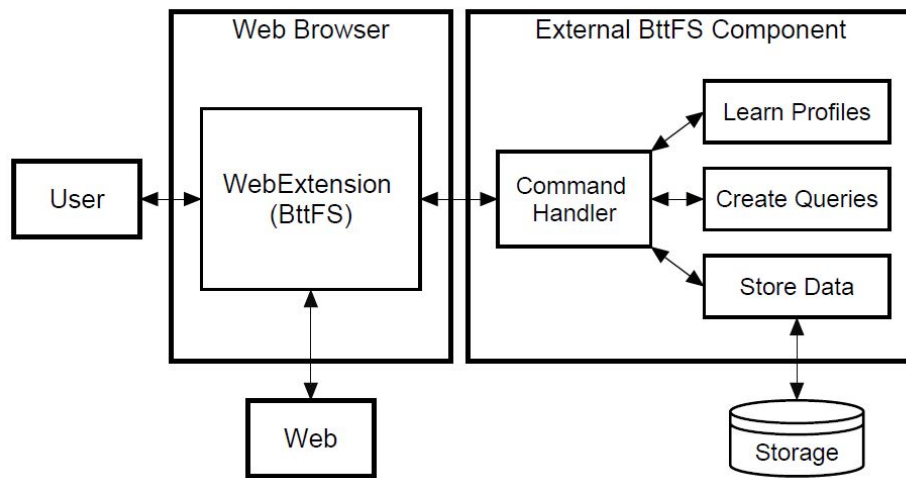 Web Browser
External BttFS Component
Learn Profiles
User
WebExtension
(BttFS)
Command
Handler
Create Queries
Store Data
Web
Storage